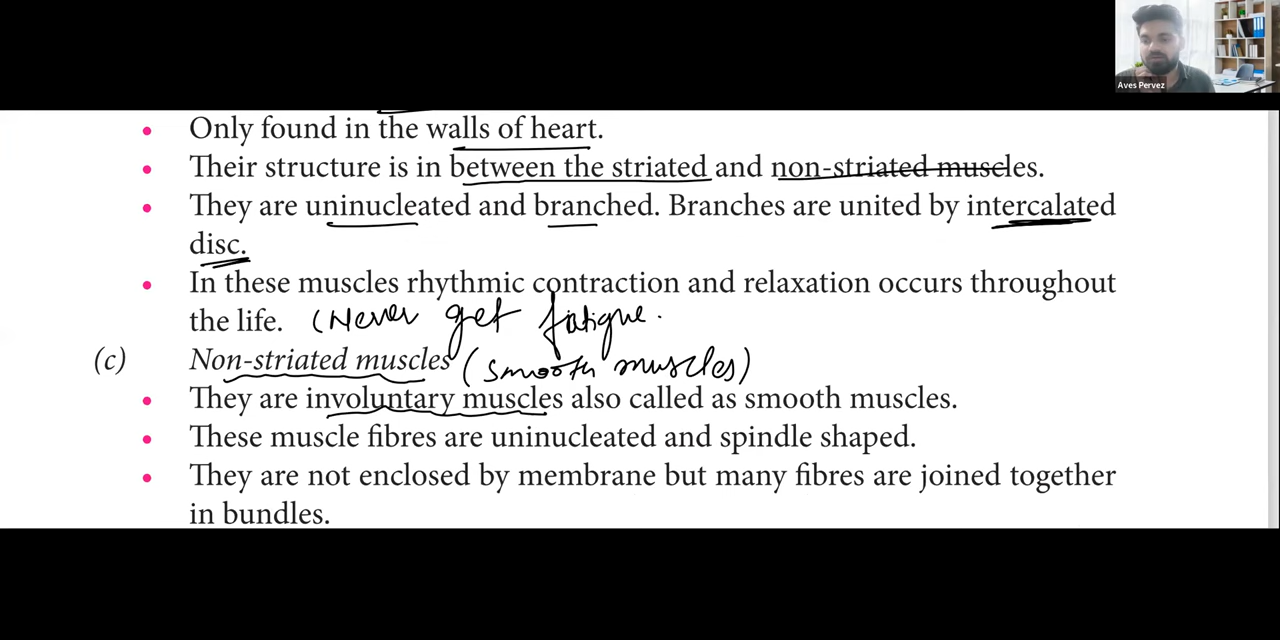 Aves Pervez
• Only found in the walls of heart.
• Their structure is in between the striated and non-striated muscles.
• They are uninucleated and branched. Branches are united by intercalated
disc.
• In these muscles rhythmic contraction and relaxation occurs throughout
the life. (Never get fatigue.
(c) Non-striated muscles (smooth muscles)
• They are involuntary muscles also called as smooth muscles.
• These muscle fibres are uninucleated and spindle shaped.
• They are not enclosed by membrane but many fibres are joined together
in bundles.